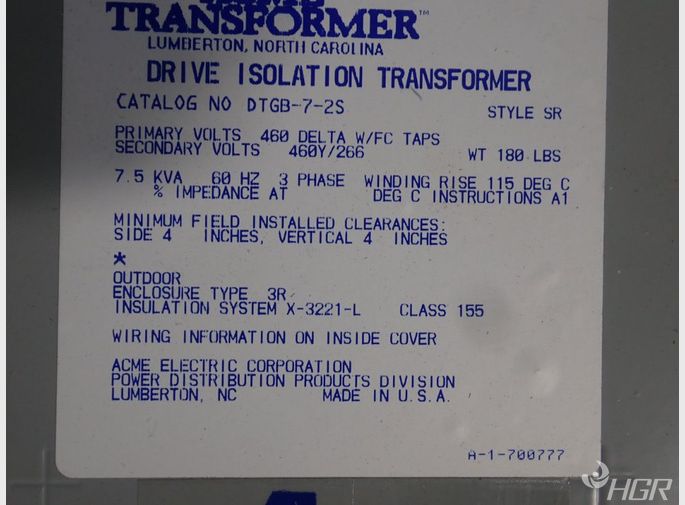 TRANSFORMER™
LUMBERTON, NORTH CAROLINA
DRIVE ISOLATION TRANSFORMER
CATALOG NO DTGB-7-2S STYLE SR
PRIMARY VOLTS 460 DELTA W/FC TAPS
SECONDARY VOLTS 460Y/266 WT 180 LBS
7.5 KVA 60 HZ 3 PHASE WINDING RISE 115 DEG C
% IMPEDANCE AT DEG C INSTRUCTIONS A1
MINIMUM FIELD INSTALLED CLEARANCES:
SIDE 4 INCHES, VERTICAL 4 INCHES
*
OUTDOOR
ENCLOSURE TYPE 3R
INSULATION SYSTEM X-3221-L CLASS 155
WIRING INFORMATION ON INSIDE COVER
ACME ELECTRIC CORPORATION
POWER DISTRIBUTION PRODUCTS DIVISION
LUMBERTON, NC MADE IN U.S.A.
A-1-700777
HGR